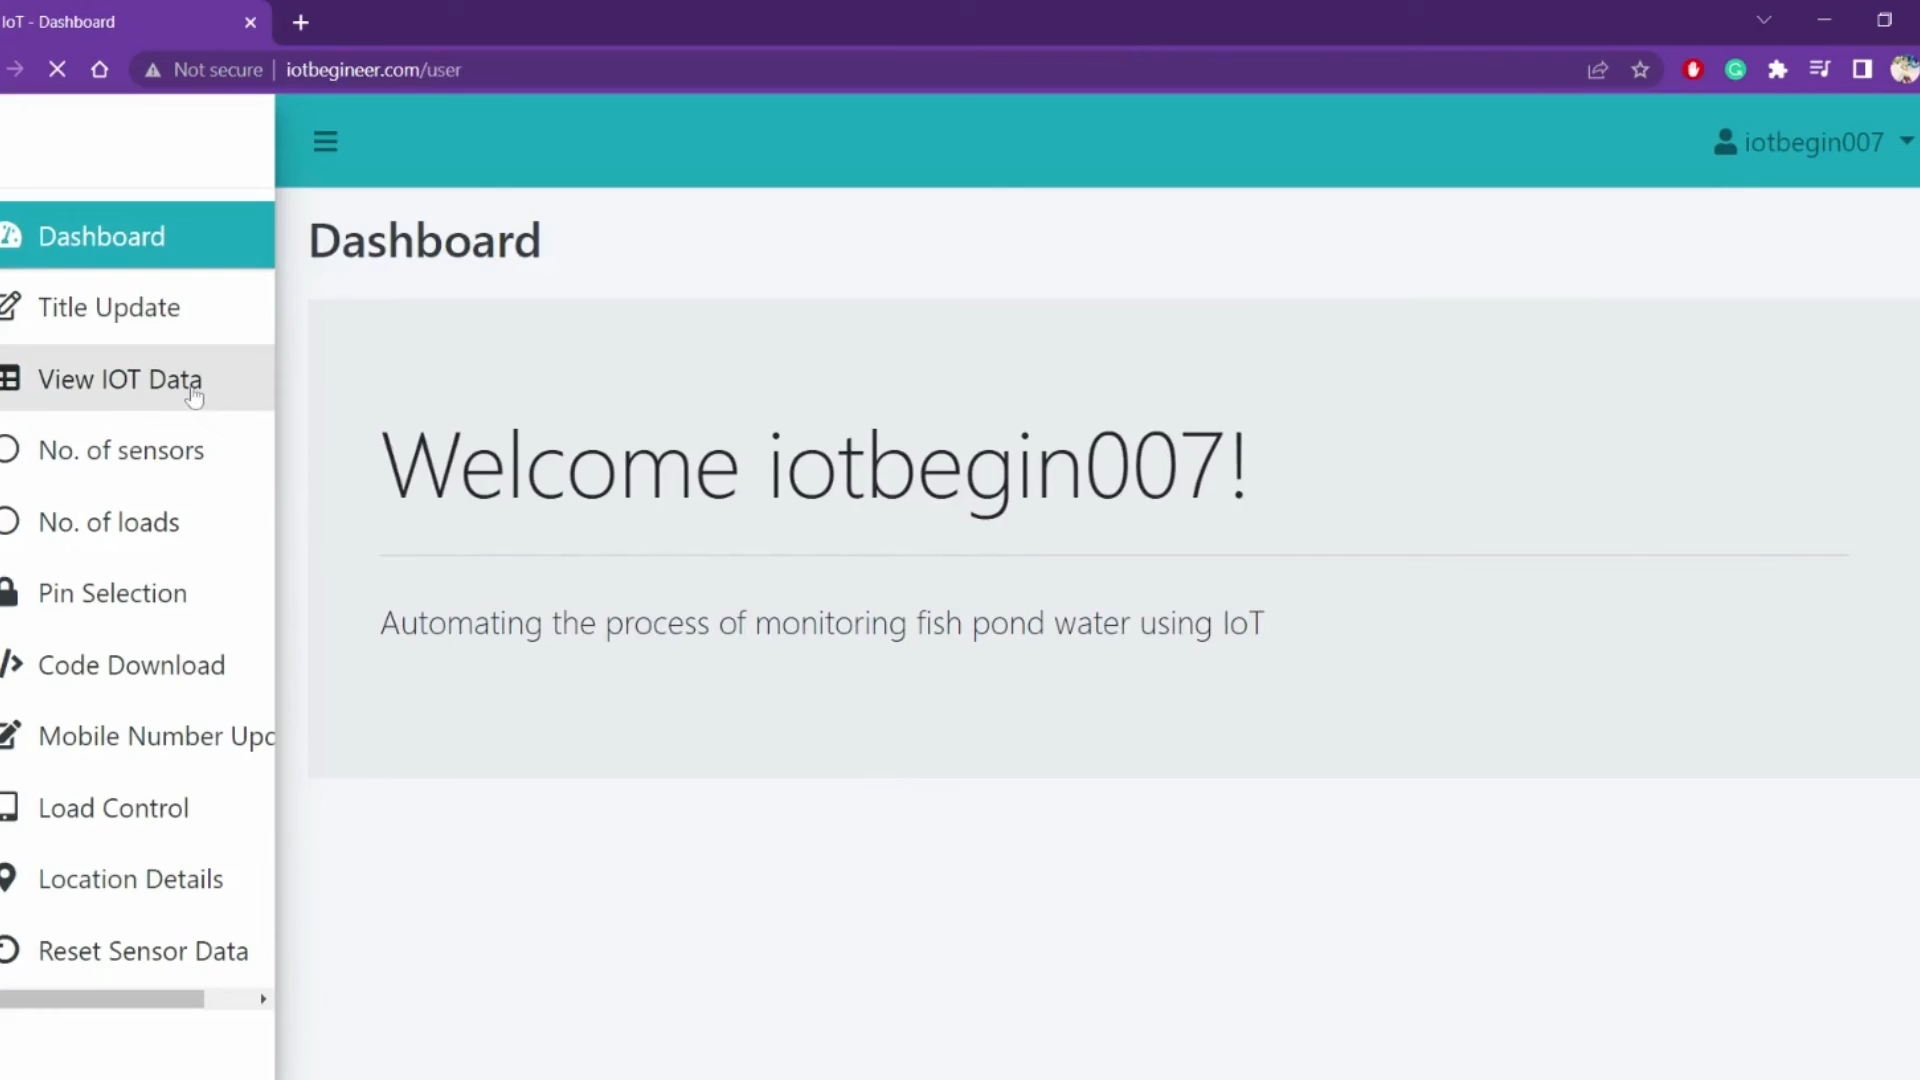 IoT - Dashboard
Not secure
iotbegineer.com/user
iotbegin007
Dashboard
Title Update
View IOT Data
No. of sensors
No. of loads
Pin Selection
Code Download
Mobile Number Upd
Load Control
Location Details
Reset Sensor Data
Dashboard
Welcome iotbegin007!
Automating the process of monitoring fish pond water using IoT